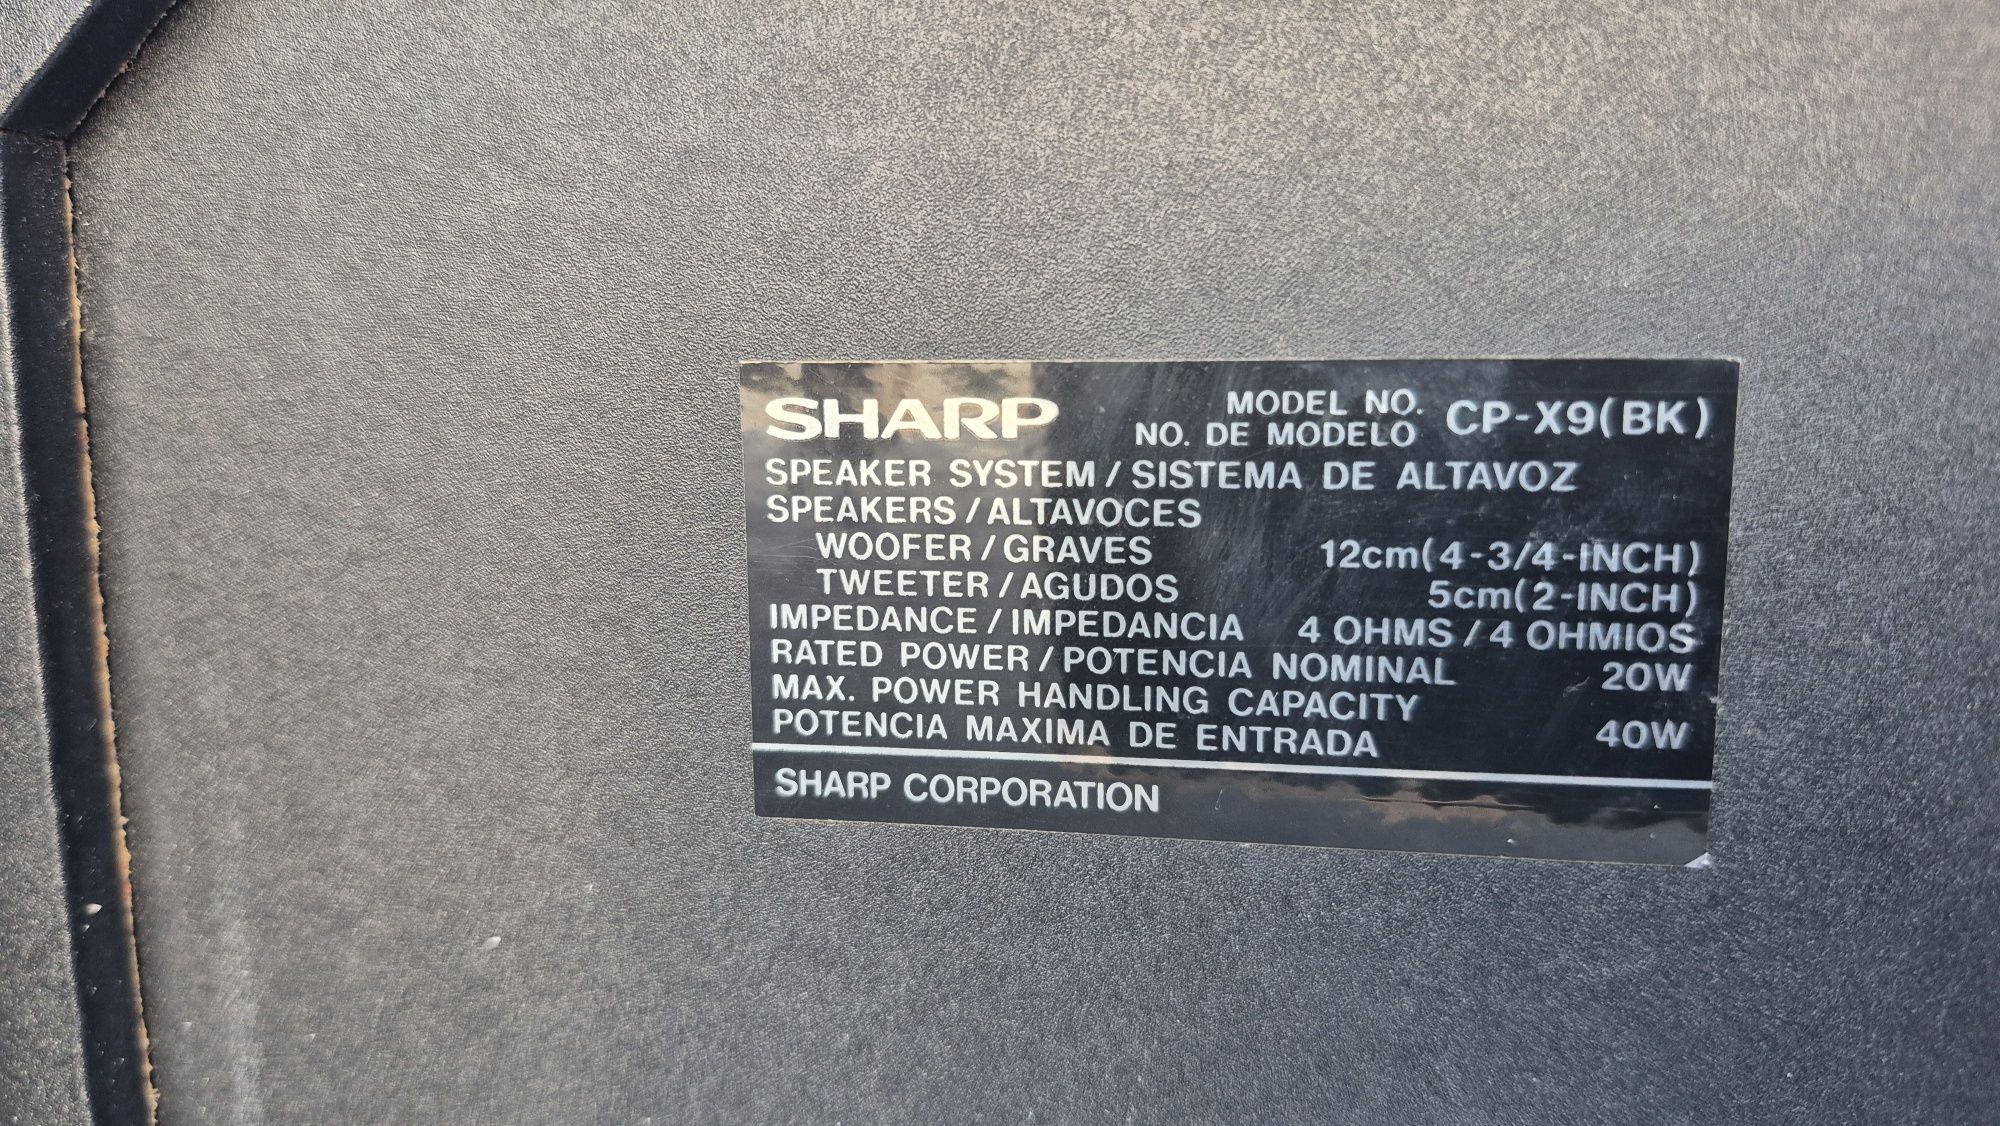 SHARP MODEL NO. CP-X9(BK)
NO. DE MODELO
SPEAKER SYSTEM / SISTEMA DE ALTAVOZ
SPEAKERS / ALTAVOCES
WOOFER / GRAVES 12cm(4-3/4-INCH)
TWEETER / AGUDOS 5cm(2-INCH)
IMPEDANCE / IMPEDANCIA 4 OHMS / 4 OHMIOS
RATED POWER / POTENCIA NOMINAL 20W
MAX. POWER HANDLING CAPACITY
POTENCIA MAXIMA DE ENTRADA 40W
SHARP CORPORATION